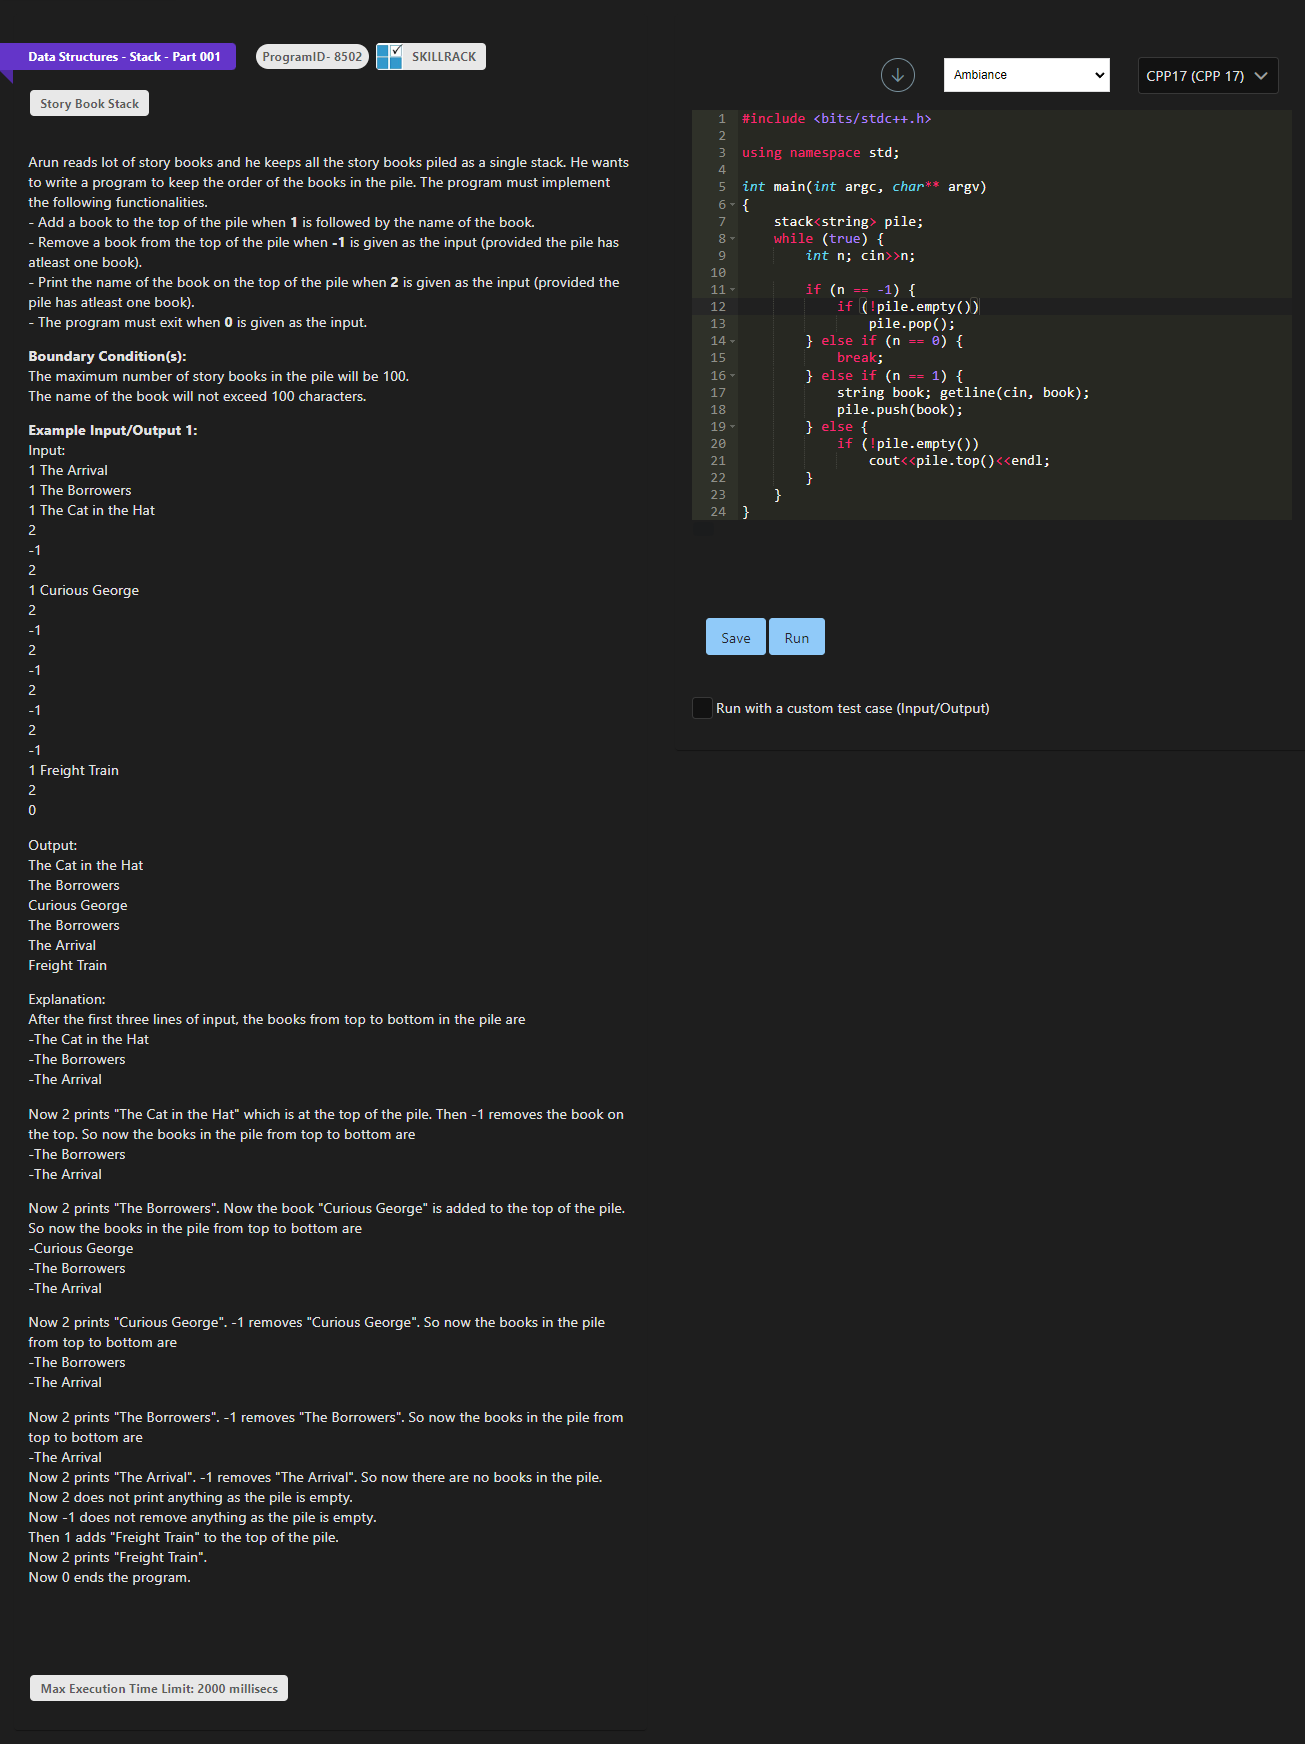 Data Structures - Stack - Part 001
ProgramID- 8502
SKILLRACK
Story Book Stack
Arun reads lot of story books and he keeps all the story books piled as a single stack. He wants
to write a program to keep the order of the books in the pile. The program must implement
the following functionalities.
- Add a book to the top of the pile when 1 is followed by the name of the book.
- Remove a book from the top of the pile when -1 is given as the input (provided the pile has
atleast one book).
- Print the name of the book on the top of the pile when 2 is given as the input (provided the
pile has atleast one book).
- The program must exit when 0 is given as the input.
Boundary Condition(s):
The maximum number of story books in the pile will be 100.
The name of the book will not exceed 100 characters.
Example Input/Output 1:
Input:
1 The Arrival
1 The Borrowers
1 The Cat in the Hat
2
-1
2
1 Curious George
2
-1
2
-1
2
-1
2
-1
1 Freight Train
2
0
Output:
The Cat in the Hat
The Borrowers
Curious George
The Borrowers
The Arrival
Freight Train
Explanation:
After the first three lines of input, the books from top to bottom in the pile are
-The Cat in the Hat
-The Borrowers
-The Arrival
Now 2 prints "The Cat in the Hat" which is at the top of the pile. Then -1 removes the book on
the top. So now the books in the pile from top to bottom are
-The Borrowers
-The Arrival
Now 2 prints "The Borrowers". Now the book "Curious George" is added to the top of the pile.
So now the books in the pile from top to bottom are
-Curious George
-The Borrowers
-The Arrival
Now 2 prints "Curious George". -1 removes "Curious George". So now the books in the pile
from top to bottom are
-The Borrowers
-The Arrival
Now 2 prints "The Borrowers". -1 removes "The Borrowers". So now the books in the pile from
top to bottom are
-The Arrival
Now 2 prints "The Arrival". -1 removes "The Arrival". So now there are no books in the pile.
Now 2 does not print anything as the pile is empty.
Now -1 does not remove anything as the pile is empty.
Then 1 adds "Freight Train" to the top of the pile.
Now 2 prints "Freight Train".
Now 0 ends the program.
Max Execution Time Limit: 2000 millisecs
Ambiance
CPP17 (CPP 17)
1 #include <bits/stdc++.h>
2
3 using namespace std;
4
5 int main(int argc, char** argv)
6 {
7     stack<string> pile;
8     while (true) {
9         int n; cin>>n;
10
11         if (n == -1) {
12             if (!pile.empty())
13                 pile.pop();
14         } else if (n == 0) {
15             break;
16         } else if (n == 1) {
17             string book; getline(cin, book);
18             pile.push(book);
19         } else {
20             if (!pile.empty())
21                 cout<<pile.top()<<endl;
22         }
23     }
24 }
Save
Run
Run with a custom test case (Input/Output)